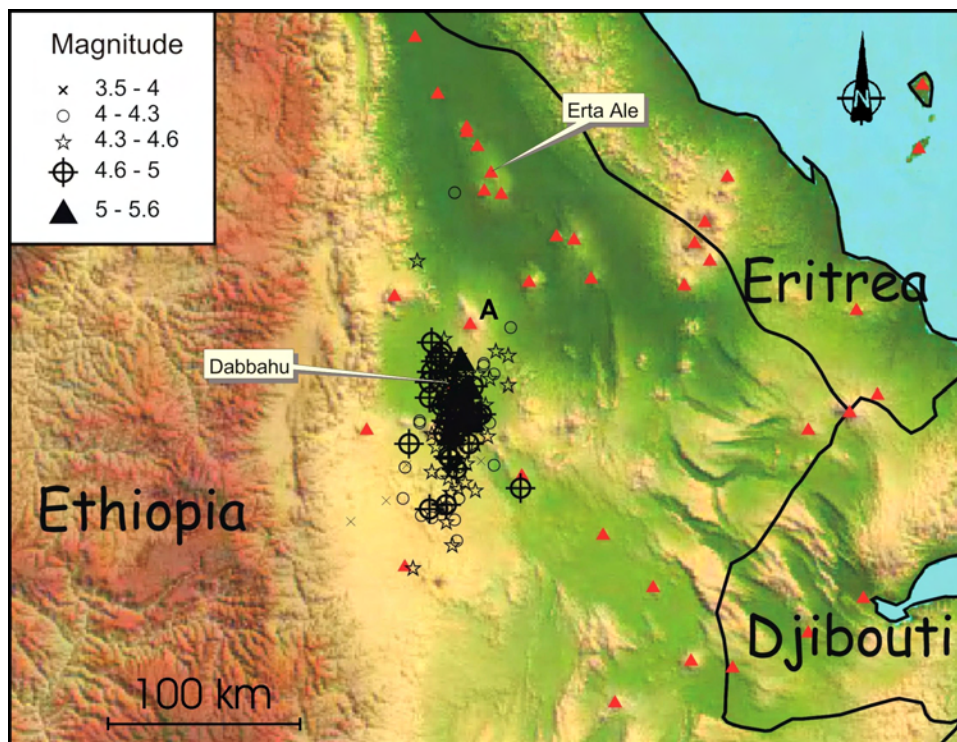 Magnitude
3.5 - 4
4 - 4.3
4.3 - 4.6
4.6 - 5
5 - 5.6
Erta Ale
N
A
Eritrea
Dabbahu
Ethiopia
Djibouti
100 km